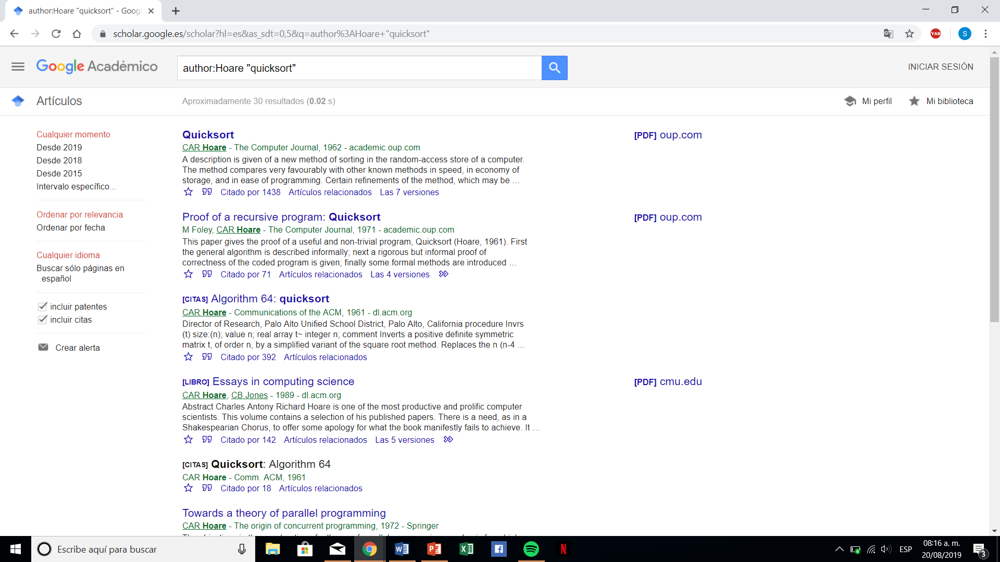 author:Hoare "quicksort" - Goog
scholar.google.es/scholar?hl=es&as_sdt=0,5&q=author%3AHoare+"quicksort"
YAB
S
Google Académico
author:Hoare "quicksort"
INICIAR SESIÓN
Artículos
Aproximadamente 30 resultados (0.02 s)
Mi perfil
Mi biblioteca
Cualquier momento
Desde 2019
Desde 2018
Desde 2015
Intervalo específico...
Ordenar por relevancia
Ordenar por fecha
Cualquier idioma
Buscar sólo páginas en
español
incluir patentes
incluir citas
Crear alerta
Quicksort
CAR Hoare - The Computer Journal, 1962 - academic.oup.com
A description is given of a new method of sorting in the random-access store of a computer.
The method compares very favourably with other known methods in speed, in economy of
storage, and in ease of programming. Certain refinements of the method, which may be …
Citado por 1438 Artículos relacionados Las 7 versiones
[PDF] oup.com
Proof of a recursive program: Quicksort
M Foley, CAR Hoare - The Computer Journal, 1971 - academic.oup.com
This paper gives the proof of a useful and non-trivial program, Quicksort (Hoare, 1961). First
the general algorithm is described informally; next a rigorous but informal proof of
correctness of the coded program is given; finally some formal methods are introduced …
Citado por 71 Artículos relacionados Las 4 versiones
[PDF] oup.com
[CITAS] Algorithm 64: quicksort
CAR Hoare - Communications of the ACM, 1961 - dl.acm.org
Director of Research, Palo Alto Unified School District, Palo Alto, California procedure Invrs
(t) size:(n); value n; real array t~ integer n; comment Inverts a positive definite symmetric
matrix t, of order n, by a simplified variant of the square root method. Replaces the n (n-4 …
Citado por 392 Artículos relacionados
[LIBRO] Essays in computing science
CAR Hoare, CB Jones - 1989 - dl.acm.org
Abstract Charles Antony Richard Hoare is one of the most productive and prolific computer
scientists. This volume contains a selection of his published papers. There is a need, as in a
Shakespearian Chorus, to offer some apology for what the book manifestly fails to achieve. It …
Citado por 142 Artículos relacionados Las 5 versiones
[PDF] cmu.edu
[CITAS] Quicksort: Algorithm 64
CAR Hoare - Comm. ACM, 1961
Citado por 18 Artículos relacionados
Towards a theory of parallel programming
CAR Hoare - The origin of concurrent programming, 1972 - Springer
Escribe aquí para buscar
ESP
08:16 a. m.
20/08/2019
3